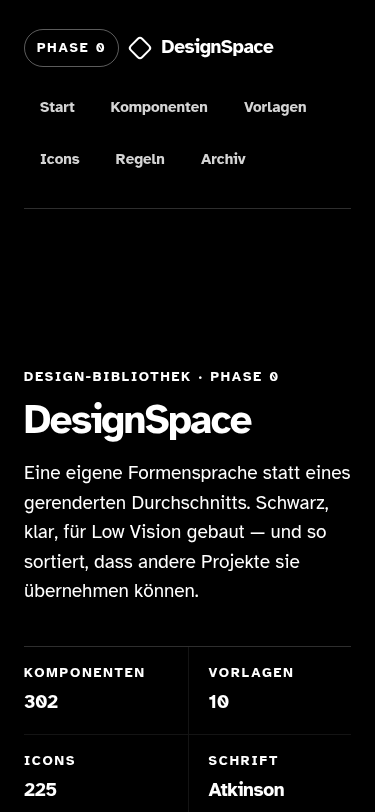 PHASE 0 DesignSpace
Start Komponenten Vorlagen
Icons Regeln Archiv
DESIGN-BIBLIOTHEK · PHASE 0
DesignSpace
Eine eigene Formensprache statt eines
gerenderten Durchschnitts. Schwarz,
klar, für Low Vision gebaut — und so
sortiert, dass andere Projekte sie
übernehmen können.
KOMPONENTEN VORLAGEN
302 10
ICONS SCHRIFT
225 Atkinson